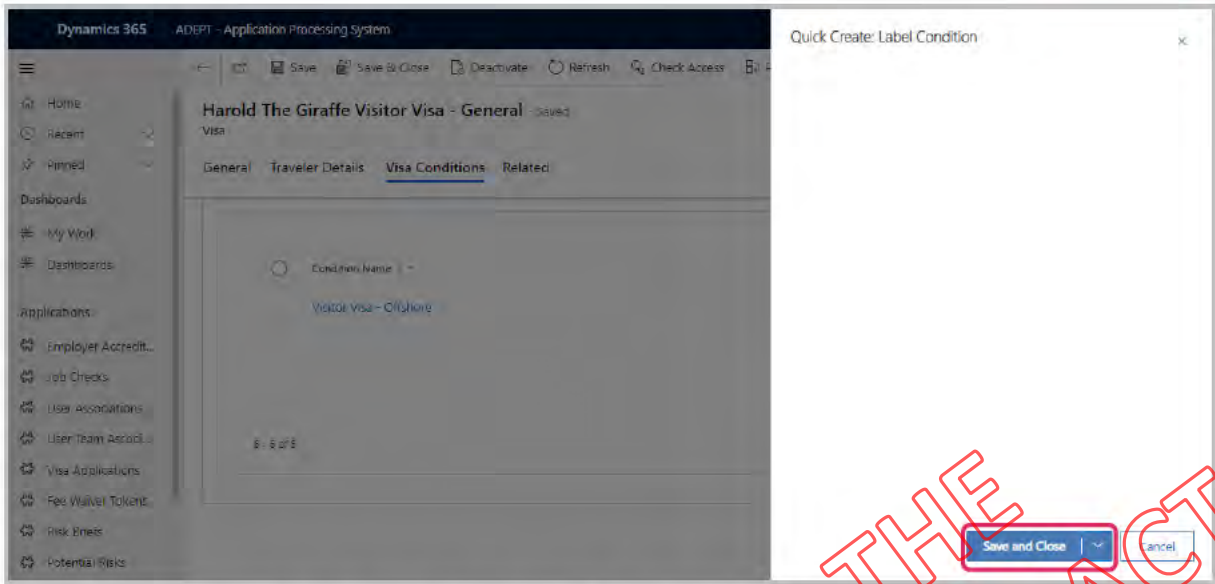 Dynamics 365 ADEPT - Application Processing System
Quick Create: Label Condition
Save Save & Close Deactivate Refresh Check Access
Home
Recent
Pinned
Harold The Giraffe Visitor Visa - General - Saved
Visa
General Traveler Details Visa Conditions Related
Dashboards
My Work
Dashboards
Condition Name
Visitor Visa - Offshore
Applications
Employer Accredit...
Job Checks
User Associations
User Team Associ...
Visa Applications
Fee Waiver Tokens
Risk Briefs
Potential Risks
Save and Close
Cancel
THE
ACT